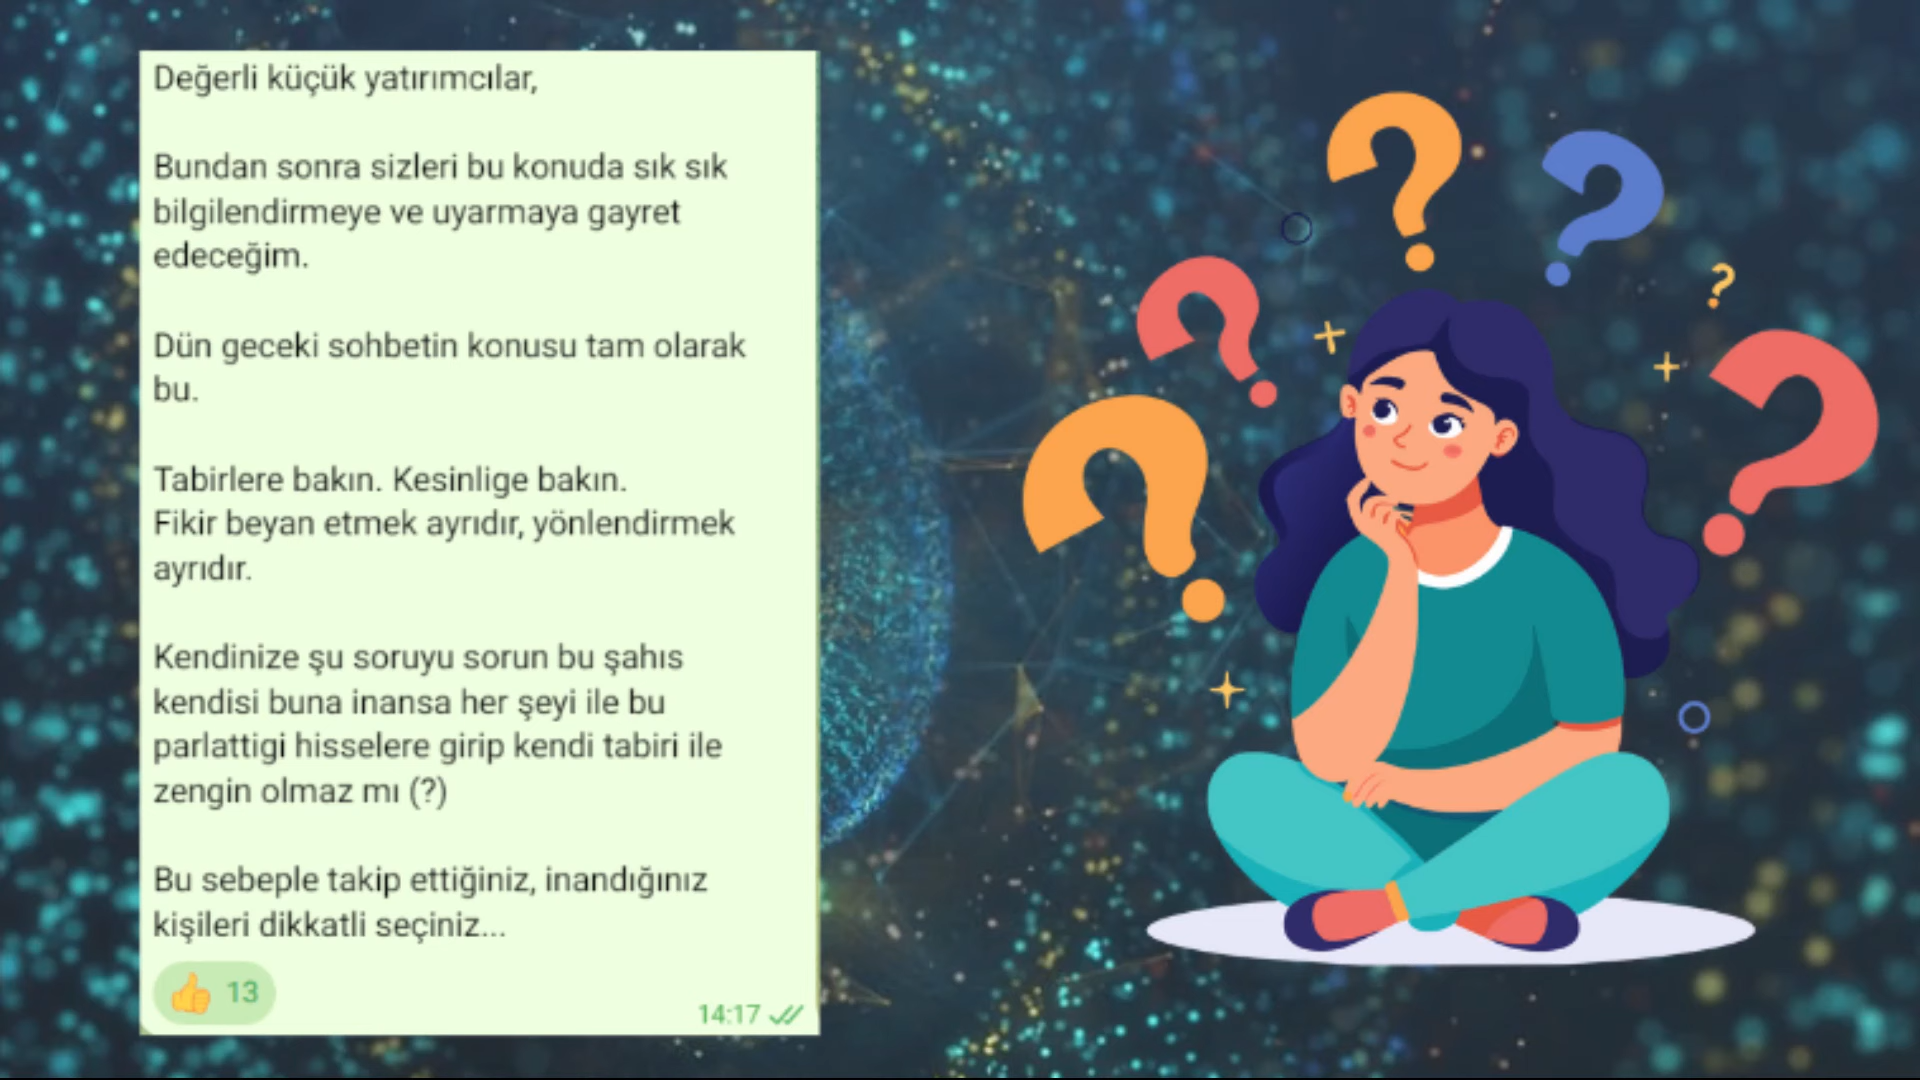 Değerli küçük yatırımcılar,
Bundan sonra sizleri bu konuda sık sık
bilgilendirmeye ve uyarmaya gayret
edeceğim.
Dün geceki sohbetin konusu tam olarak
bu.
Tabirlere bakın. Kesinlige bakın.
Fikir beyan etmek ayrıdır, yönlendirmek
ayrıdır.
Kendinize şu soruyu sorun bu şahıs
kendisi buna inansa her şeyi ile bu
parlattigi hisselere girip kendi tabiri ile
zengin olmaz mı (?)
Bu sebeple takip ettiğiniz, inandığınız
kişileri dikkatli seçiniz...
👍 13
14:17
?
?
?
?
?
?